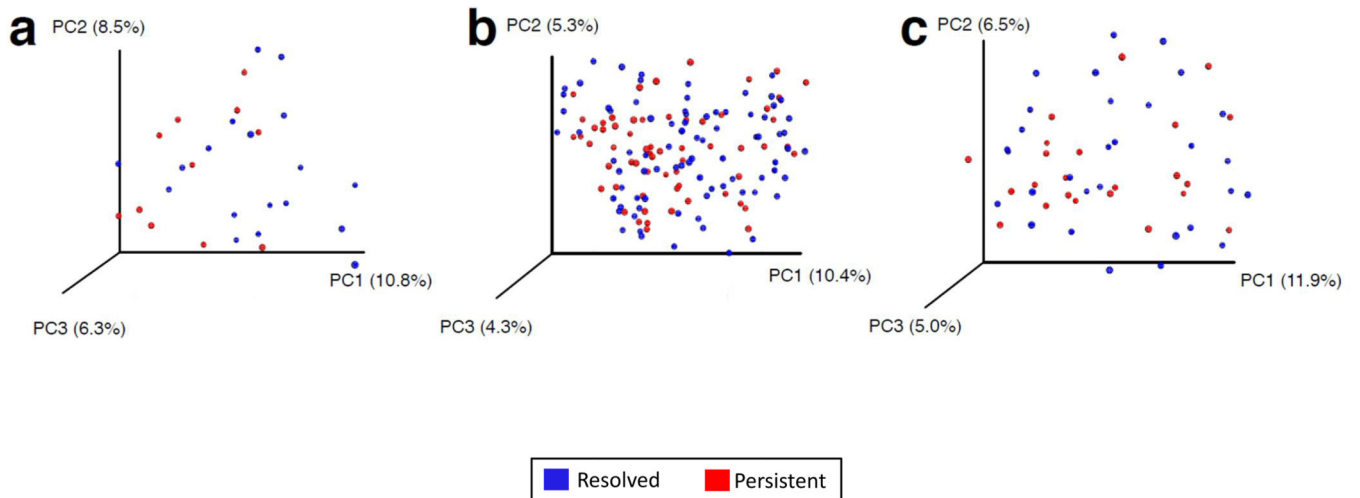 a
PC2 (8.5%)
PC1 (10.8%)
PC3 (6.3%)
b
PC2 (5.3%)
PC1 (10.4%)
PC3 (4.3%)
c
PC2 (6.5%)
PC1 (11.9%)
PC3 (5.0%)
Resolved
Persistent